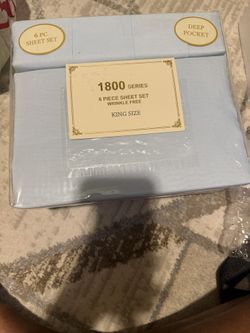 6 PC
SHEET SET
DEEP
POCKET
1800 SERIES
6 PIECE SHEET SET
WRINKLE FREE
KING SIZE